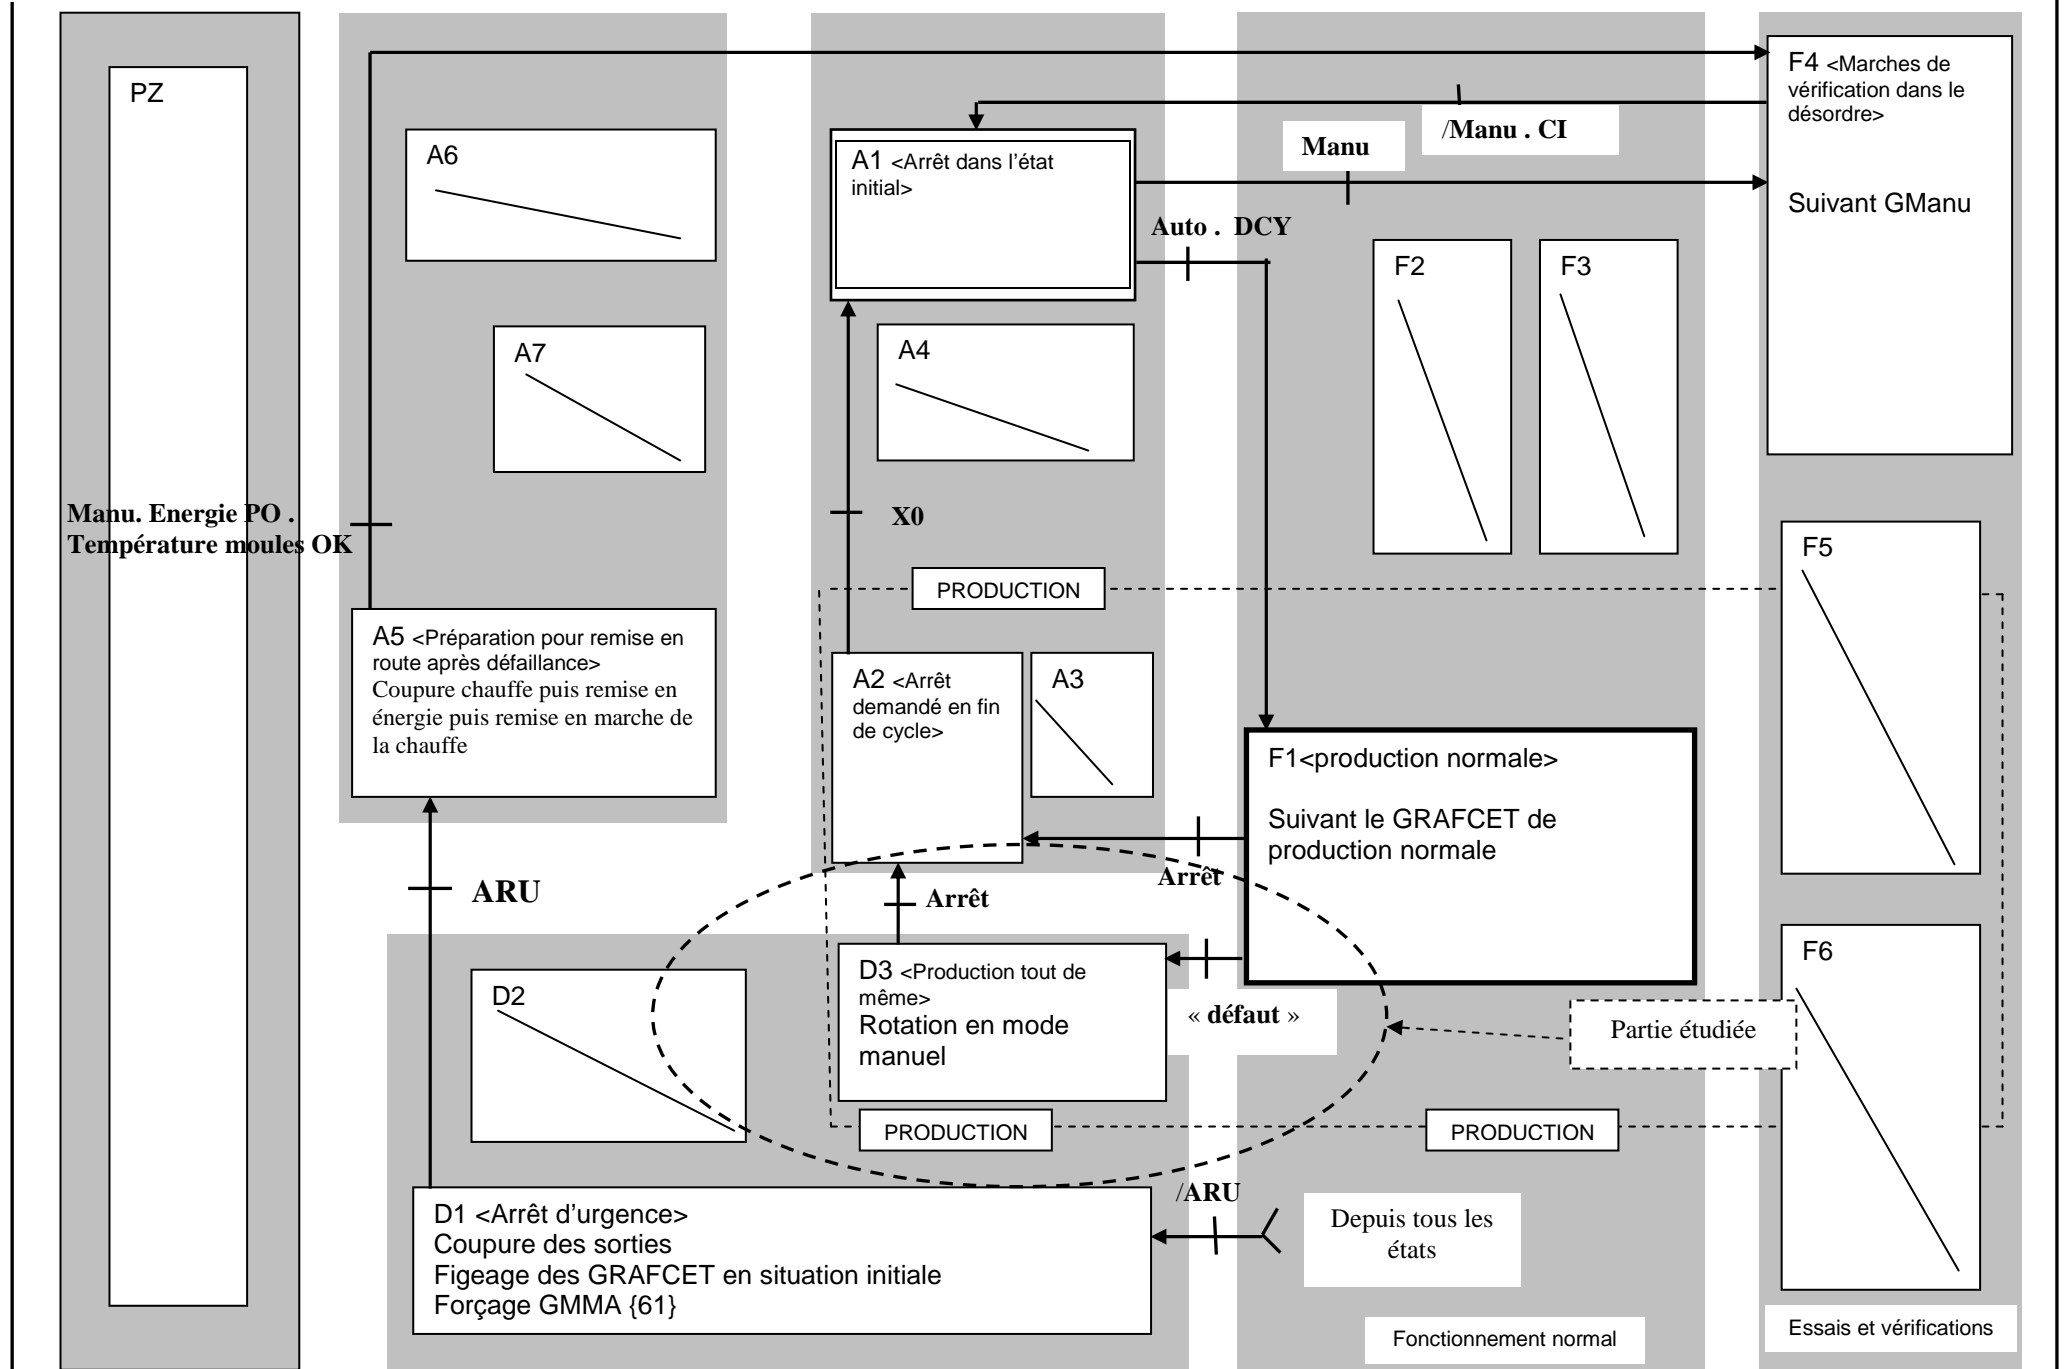 PZ
Manu. Energie PO .
Température moules OK
A6
A7
A5 <Préparation pour remise en
route après défaillance>
Coupure chauffe puis remise en
énergie puis remise en marche de
la chauffe
ARU
A1 <Arrêt dans l’état
initial>
A4
X0
PRODUCTION
A2 <Arrêt
demandé en fin
de cycle>
A3
Arrêt
Arrêt
Manu
/Manu . CI
Auto . DCY
F2
F3
F1<production normale>
Suivant le GRAFCET de
production normale
F4 <Marches de
vérification dans le
désordre>
Suivant GManu
F5
F6
D2
D3 <Production tout de
même>
Rotation en mode
manuel
« défaut »
Partie étudiée
PRODUCTION
PRODUCTION
D1 <Arrêt d’urgence>
Coupure des sorties
Figeage des GRAFCET en situation initiale
Forçage GMMA {61}
/ARU
Depuis tous les
états
Fonctionnement normal
Essais et vérifications